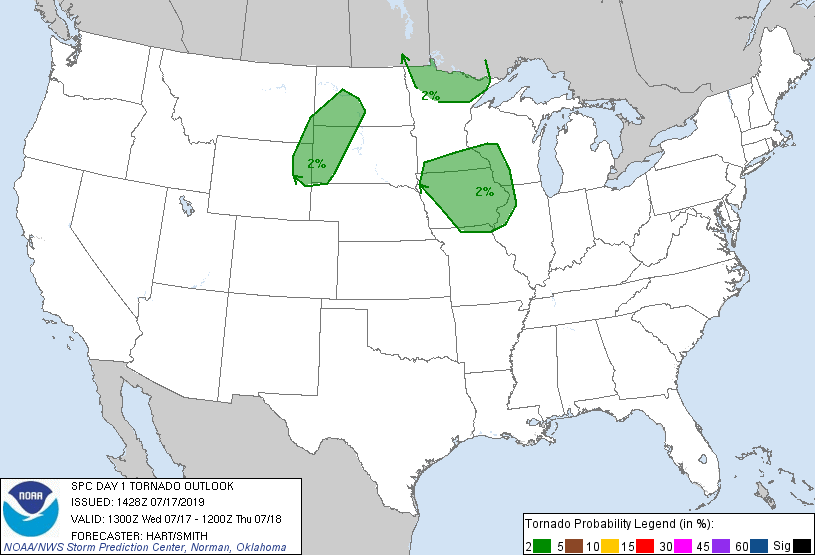 2%
2%
2%
NOAA
SPC DAY 1 TORNADO OUTLOOK
ISSUED: 1428Z 07/17/2019
VALID: 1300Z Wed 07/17 - 1200Z Thu 07/18
FORECASTER: HART/SMITH
NOAA/NWS Storm Prediction Center, Norman, Oklahoma
Tornado Probability Legend (in %):
2 5 10 15 30 45 60 Sig